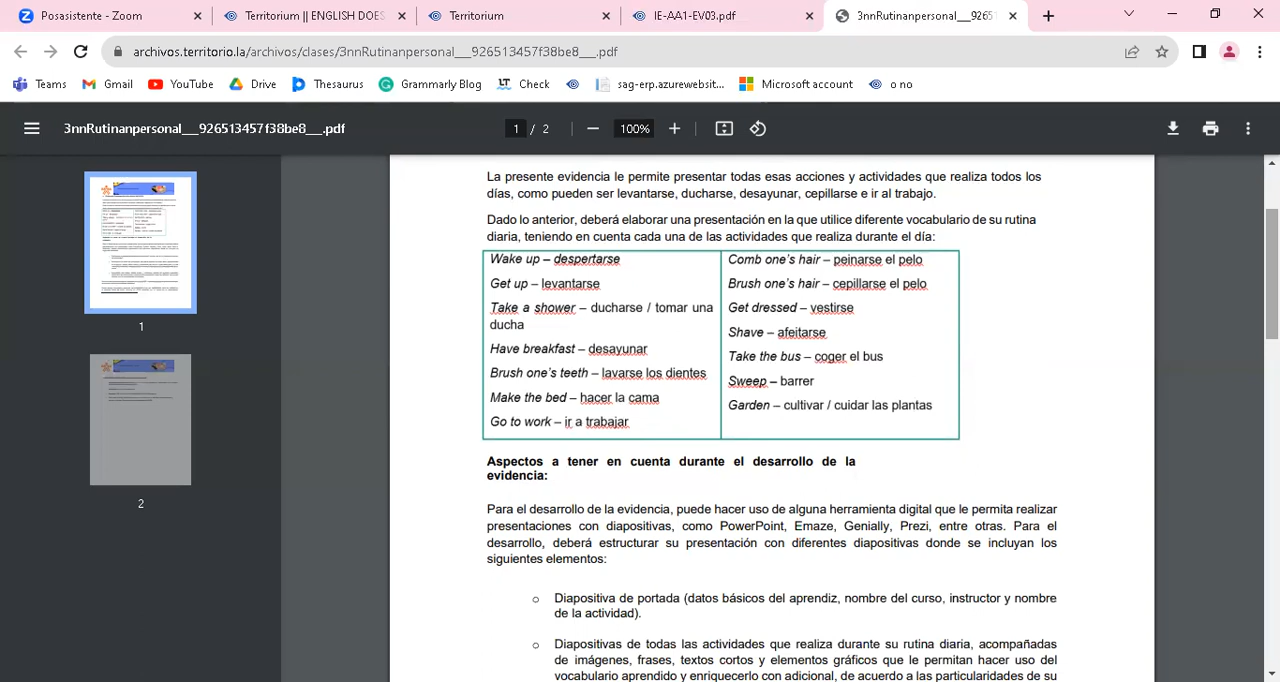 Posasistente - Zoom
Territorium || ENGLISH DOES
Territorium
IE-AA1-EV03.pdf
3nnRutinanpersonal__9265
archivos.territorio.la/archivos/clases/3nnRutinanpersonal__926513457f38be8__.pdf
Teams
Gmail
YouTube
Drive
Thesaurus
Grammarly Blog
Check
sag-erp.azurewebsit...
Microsoft account
o no
3nnRutinanpersonal__926513457f38be8__.pdf
1 / 2
100%
1
2
La presente evidencia le permite presentar todas esas acciones y actividades que realiza todos los
días, como pueden ser levantarse, ducharse, desayunar, cepillarse e ir al trabajo.
Dado lo anterior, deberá elaborar una presentación en la que utilice diferente vocabulario de su rutina
diaria, teniendo en cuenta cada una de las actividades que realiza durante el día:
Wake up – despertarse
Get up – levantarse
Take a shower – ducharse / tomar una
ducha
Have breakfast – desayunar
Brush one’s teeth – lavarse los dientes
Make the bed – hacer la cama
Go to work – ir a trabajar
Comb one’s hair – peinarse el pelo
Brush one’s hair – cepillarse el pelo
Get dressed – vestirse
Shave – afeitarse
Take the bus – coger el bus
Sweep – barrer
Garden – cultivar / cuidar las plantas
Aspectos a tener en cuenta durante el desarrollo de la
evidencia:
Para el desarrollo de la evidencia, puede hacer uso de alguna herramienta digital que le permita realizar
presentaciones con diapositivas, como PowerPoint, Emaze, Genially, Prezi, entre otras. Para el
desarrollo, deberá estructurar su presentación con diferentes diapositivas donde se incluyan los
siguientes elementos:
o Diapositiva de portada (datos básicos del aprendiz, nombre del curso, instructor y nombre
de la actividad).
o Diapositivas de todas las actividades que realiza durante su rutina diaria, acompañadas
de imágenes, frases, textos cortos y elementos gráficos que le permitan hacer uso del
vocabulario aprendido y enriquecerlo con adicional, de acuerdo a las particularidades de su